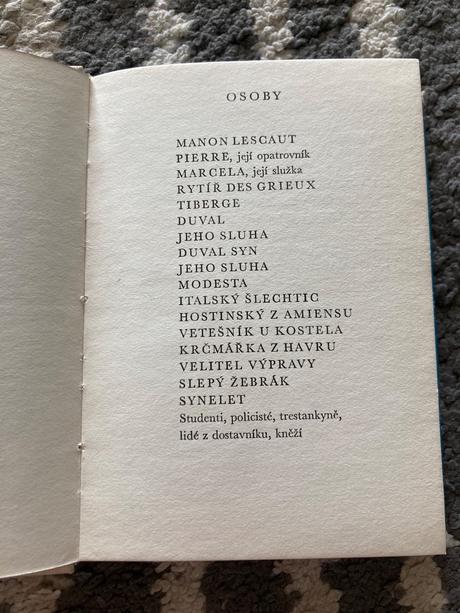 OSOBY
MANON LESCAUT
PIERRE, její opatrovník
MARCELA, její služka
RYTÍŘ DES GRIEUX
TIBERGE
DUVAL
JEHO SLUHA
DUVAL SYN
JEHO SLUHA
MODESTA
ITALSKÝ ŠLECHTIC
HOSTINSKÝ Z AMIENSU
VETEŠNÍK U KOSTELA
KRČMÁŘKA Z HAVRU
VELITEL VÝPRAVY
SLEPÝ ŽEBRÁK
SYNELET
Studenti, policisté, trestankyně,
lidé z dostavníku, kněží